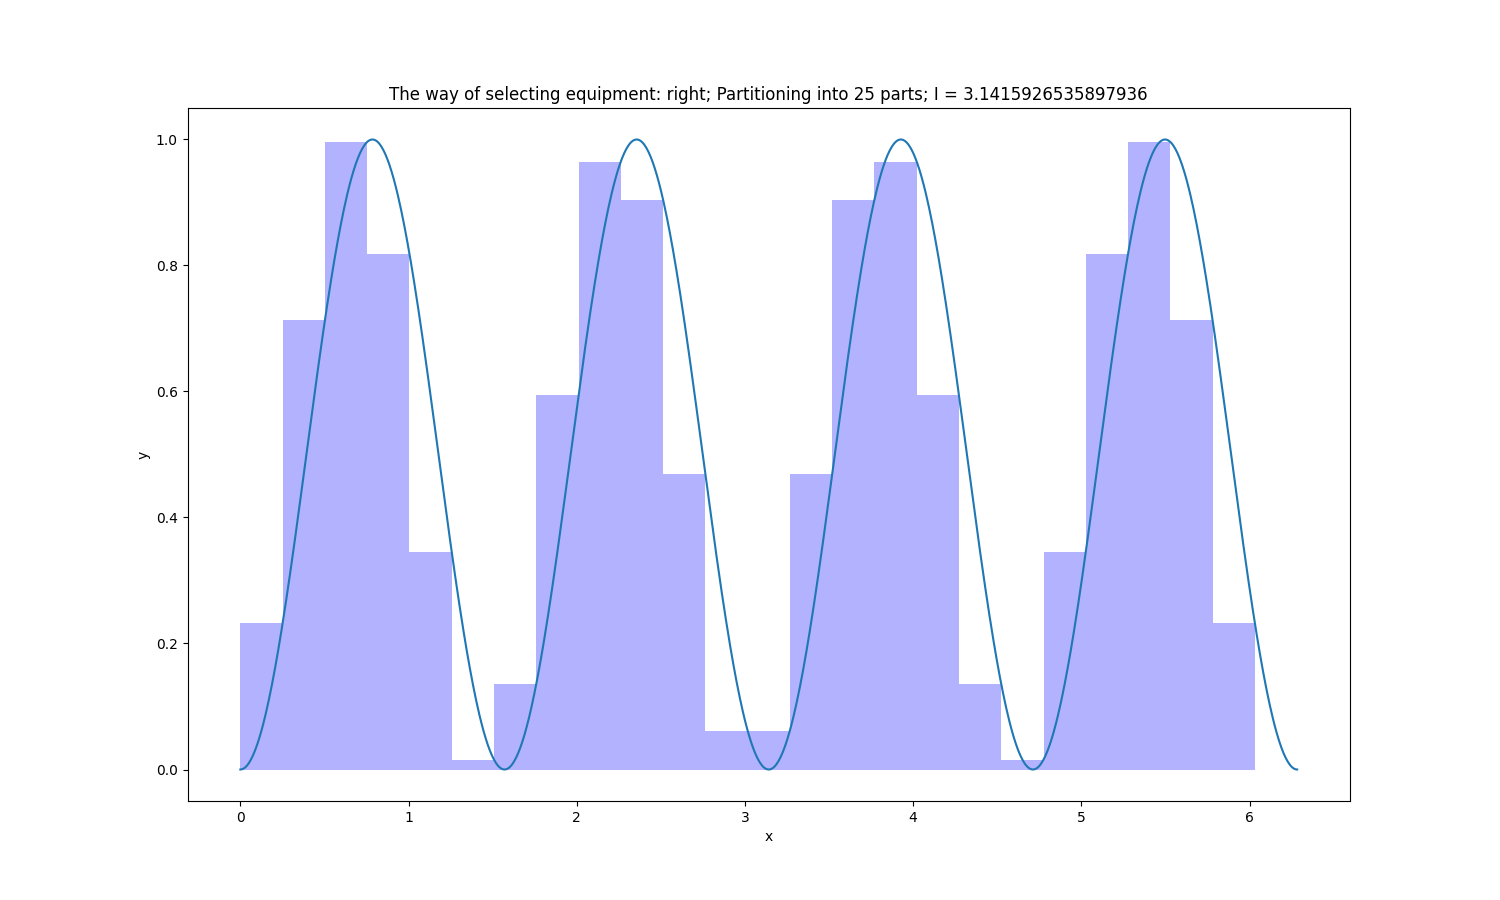 The way of selecting equipment: right; Partitioning into 25 parts; I = 3.1415926535897936
1.0
0.8
0.6
y
0.4
0.2
0.0
0 1 2 3 4 5 6
x